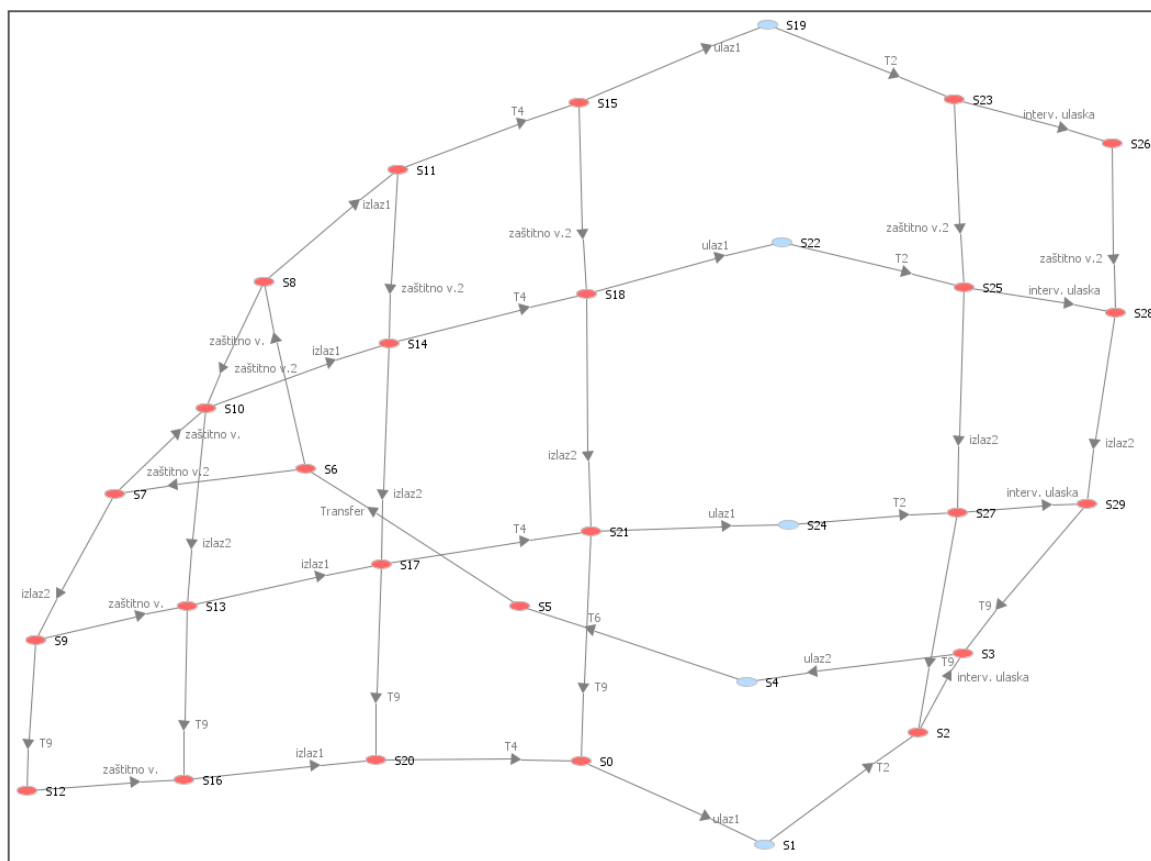 S19
ulaz1
T2
S15
S23
T4
interv. ulaska
S26
S11
izlaz1
zaštitno v.2
zaštitno v.2
S22
ulaz1
T2
zaštitno v.2
S8
zaštitno v.2
T4
S18
S25
interv. ulaska
S28
zaštitno v.
izlaz1
S14
zaštitno v.2
S10
zaštitno v.
izlaz2
izlaz2
izlaz2
S6
zaštitno v.2
S7
izlaz2
interv. ulaska
Transfer
S29
ulaz1
T2
S27
S24
T4
S21
izlaz2
izlaz1
S17
izlaz2
zaštitno v.
S13
S5
T9
T6
S9
S3
ulaz2
T9
interv. ulaska
S4
T9
T9
T9
T9
S2
izlaz1
T4
S20
S0
zaštitno v.
S16
T2
S12
ulaz1
S1